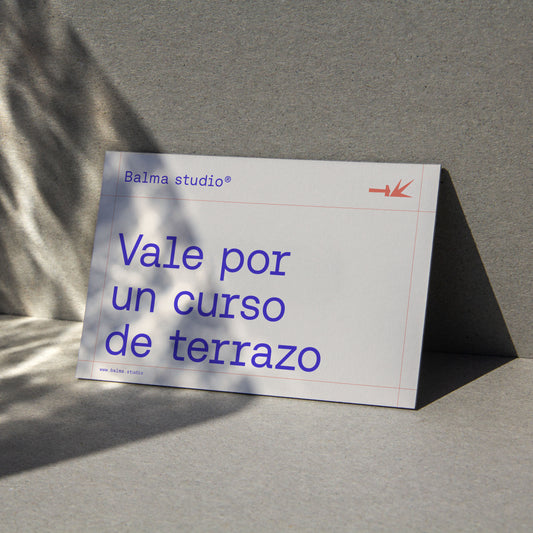 Balma studio®
Vale por
un curso
de terrazo
www.balma.studio